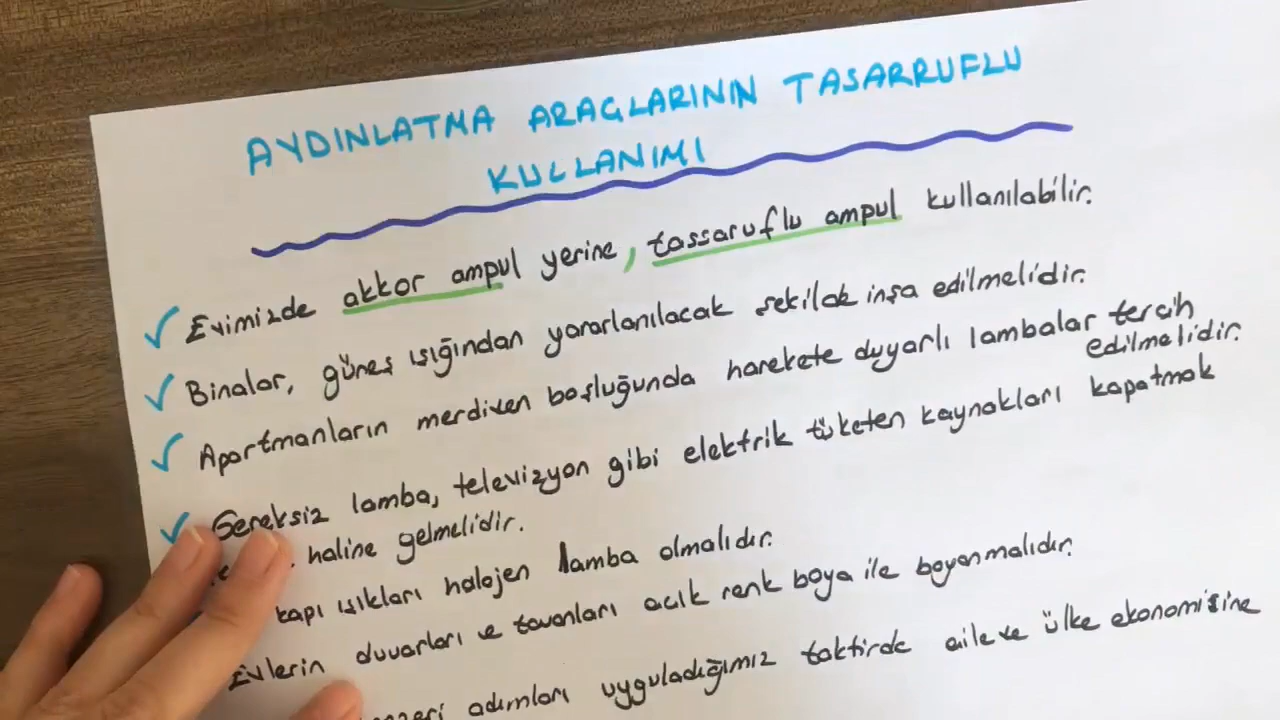 AYDINLATMA ARAÇLARININ TASARRUFLU
KULLANIMI
Evimizde akkor ampul yerine, tassaruflu ampul kullanılabilir.
Binalar, güneş ışığından yararlanılacak şekilde inşa edilmelidir.
Apartmanların merdiven boşluğunda harekete duyarlı lambalar tercih
edilmelidir.
Gereksiz lamba, televizyon gibi elektrik tüketen kaynakları kapatmak
haline gelmelidir.
kapı ışıkları halojen lamba olmalıdır.
Evlerin duvarları ve tavanları açık renk boya ile boyanmalıdır.
adımları uyguladığımız taktirde aile ve ülke ekonomisine